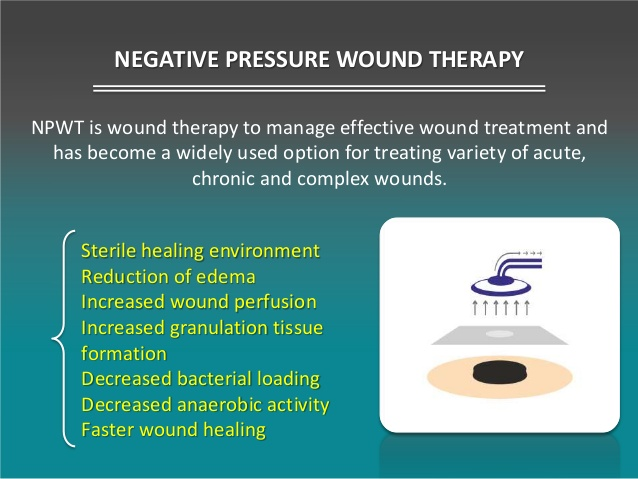 NEGATIVE PRESSURE WOUND THERAPY
NPWT is wound therapy to manage effective wound treatment and
has become a widely used option for treating variety of acute,
chronic and complex wounds.
Sterile healing environment
Reduction of edema
Increased wound perfusion
Increased granulation tissue
formation
Decreased bacterial loading
Decreased anaerobic activity
Faster wound healing